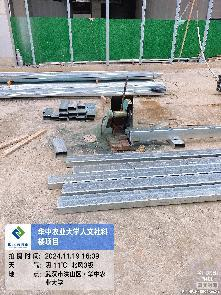 华中农业大学人文社科
楼项目
拍摄时间：2024.11.19 16:39
天 气：阴 11℃ 北风3级
地 点：武汉市洪山区·华中农
业大学